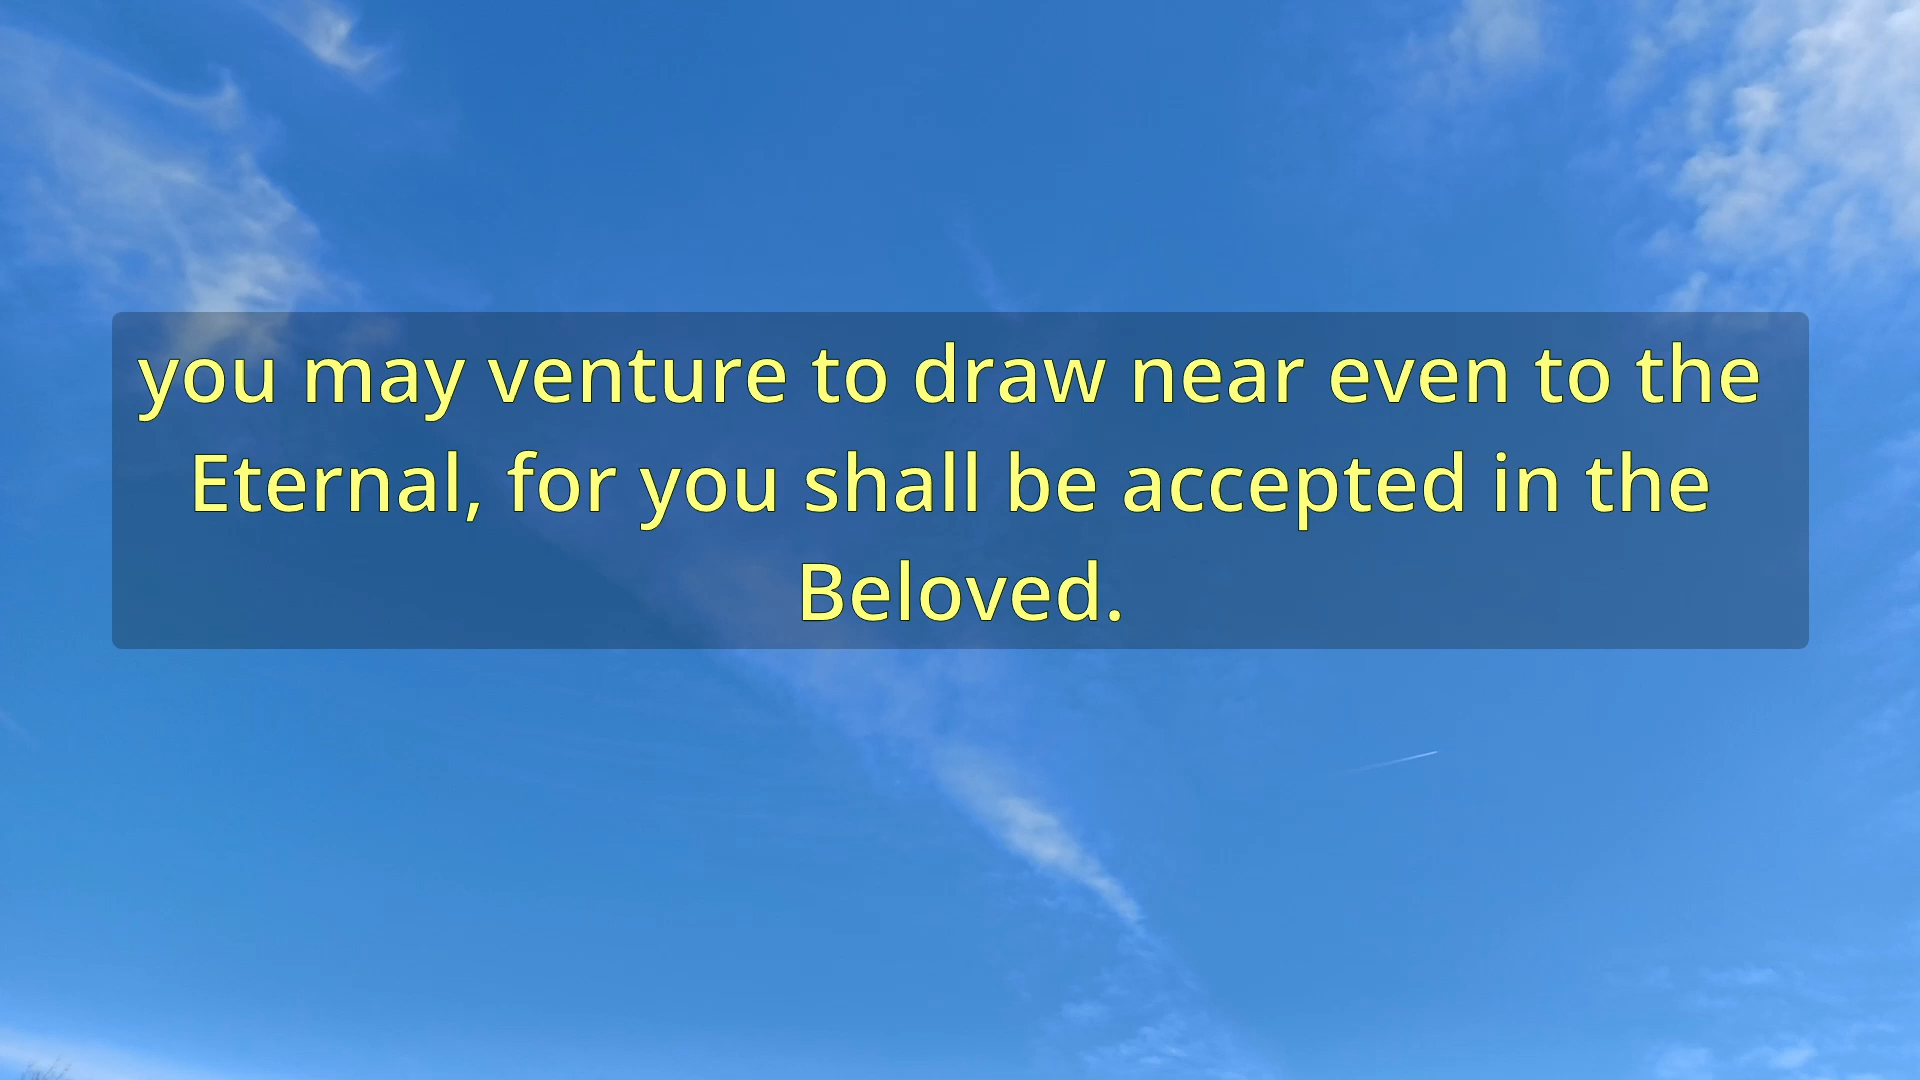 you may venture to draw near even to the
Eternal, for you shall be accepted in the
Beloved.